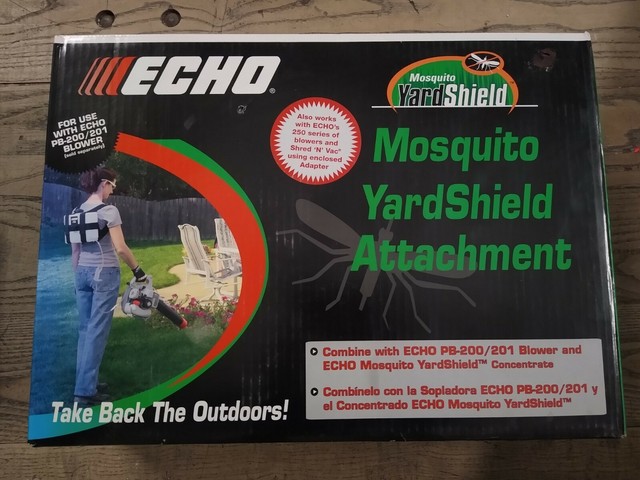 ECHO®
Mosquito
YardShield
FOR USE
WITH ECHO
PB-200/201
BLOWER
(sold separately)
Also works
with ECHO's
250 series of
blowers and
Shred 'N' Vac®
using enclosed
Adapter
Mosquito
YardShield
Attachment
Combine with ECHO PB-200/201 Blower and
ECHO Mosquito YardShield™ Concentrate
Combínelo con la Sopladora ECHO PB-200/201 y
el Concentrado ECHO Mosquito YardShield™
Take Back The Outdoors!